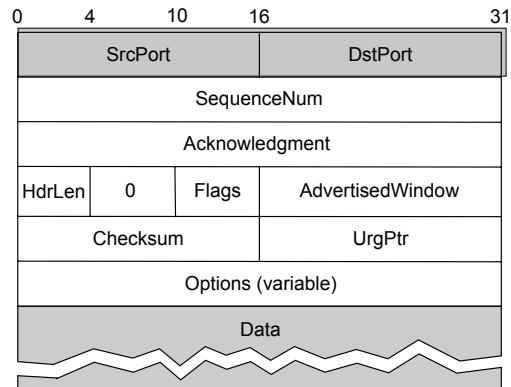 0 4 10 16 31
SrcPort DstPort
SequenceNum
Acknowledgment
HdrLen 0 Flags AdvertisedWindow
Checksum UrgPtr
Options (variable)
Data